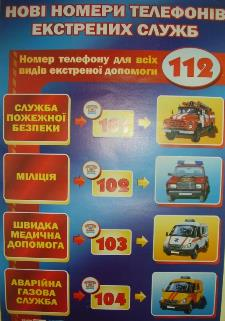 НОВІ НОМЕРИ ТЕЛЕФОНІВ
ЕКСТРЕНИХ СЛУЖБ
Номер телефону для всіх
видів екстреної допомоги
112
СЛУЖБА
ПОЖЕЖНОЇ
БЕЗПЕКИ
101
МІЛІЦІЯ
102
ШВИДКА
МЕДИЧНА
ДОПОМОГА
103
АВАРІЙНА
ГАЗОВА
СЛУЖБА
104